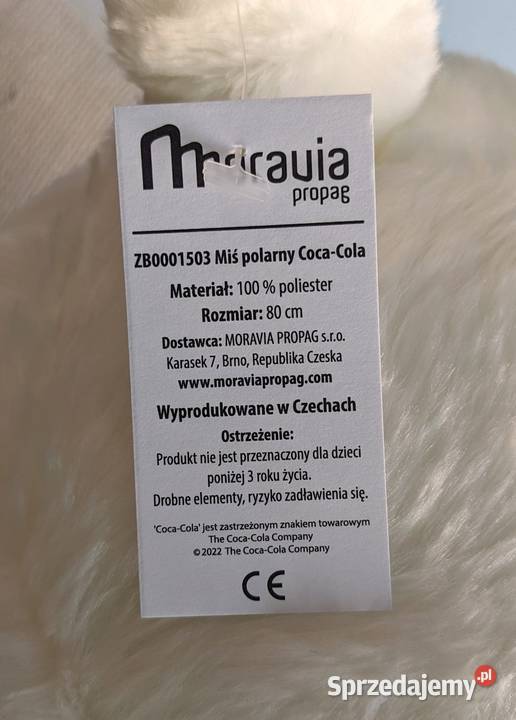 moravia
propag
ZB0001503 Miś polarny Coca-Cola
Materiał: 100 % poliester
Rozmiar: 80 cm
Dostawca: MORAVIA PROPAG s.r.o.
Karasek 7, Brno, Republika Czeska
www.moraviapropag.com
Wyprodukowane w Czechach
Ostrzeżenie:
Produkt nie jest przeznaczony dla dzieci
poniżej 3 roku życia.
Drobne elementy, ryzyko zadławienia się.
'Coca-Cola' jest zastrzeżonym znakiem towarowym
The Coca-Cola Company
©2022 The Coca-Cola Company
CE
Sprzedajemy.pl